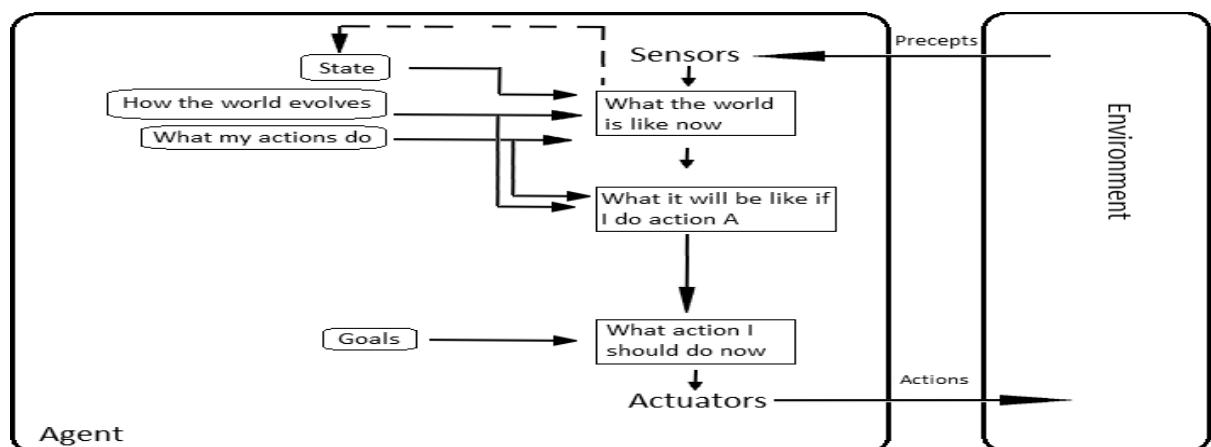 Sensors
Precepts
State
How the world evolves
What the world
is like now
What my actions do
Environment
What it will be like if
I do action A
Goals
What action I
should do now
Actions
Actuators
Agent